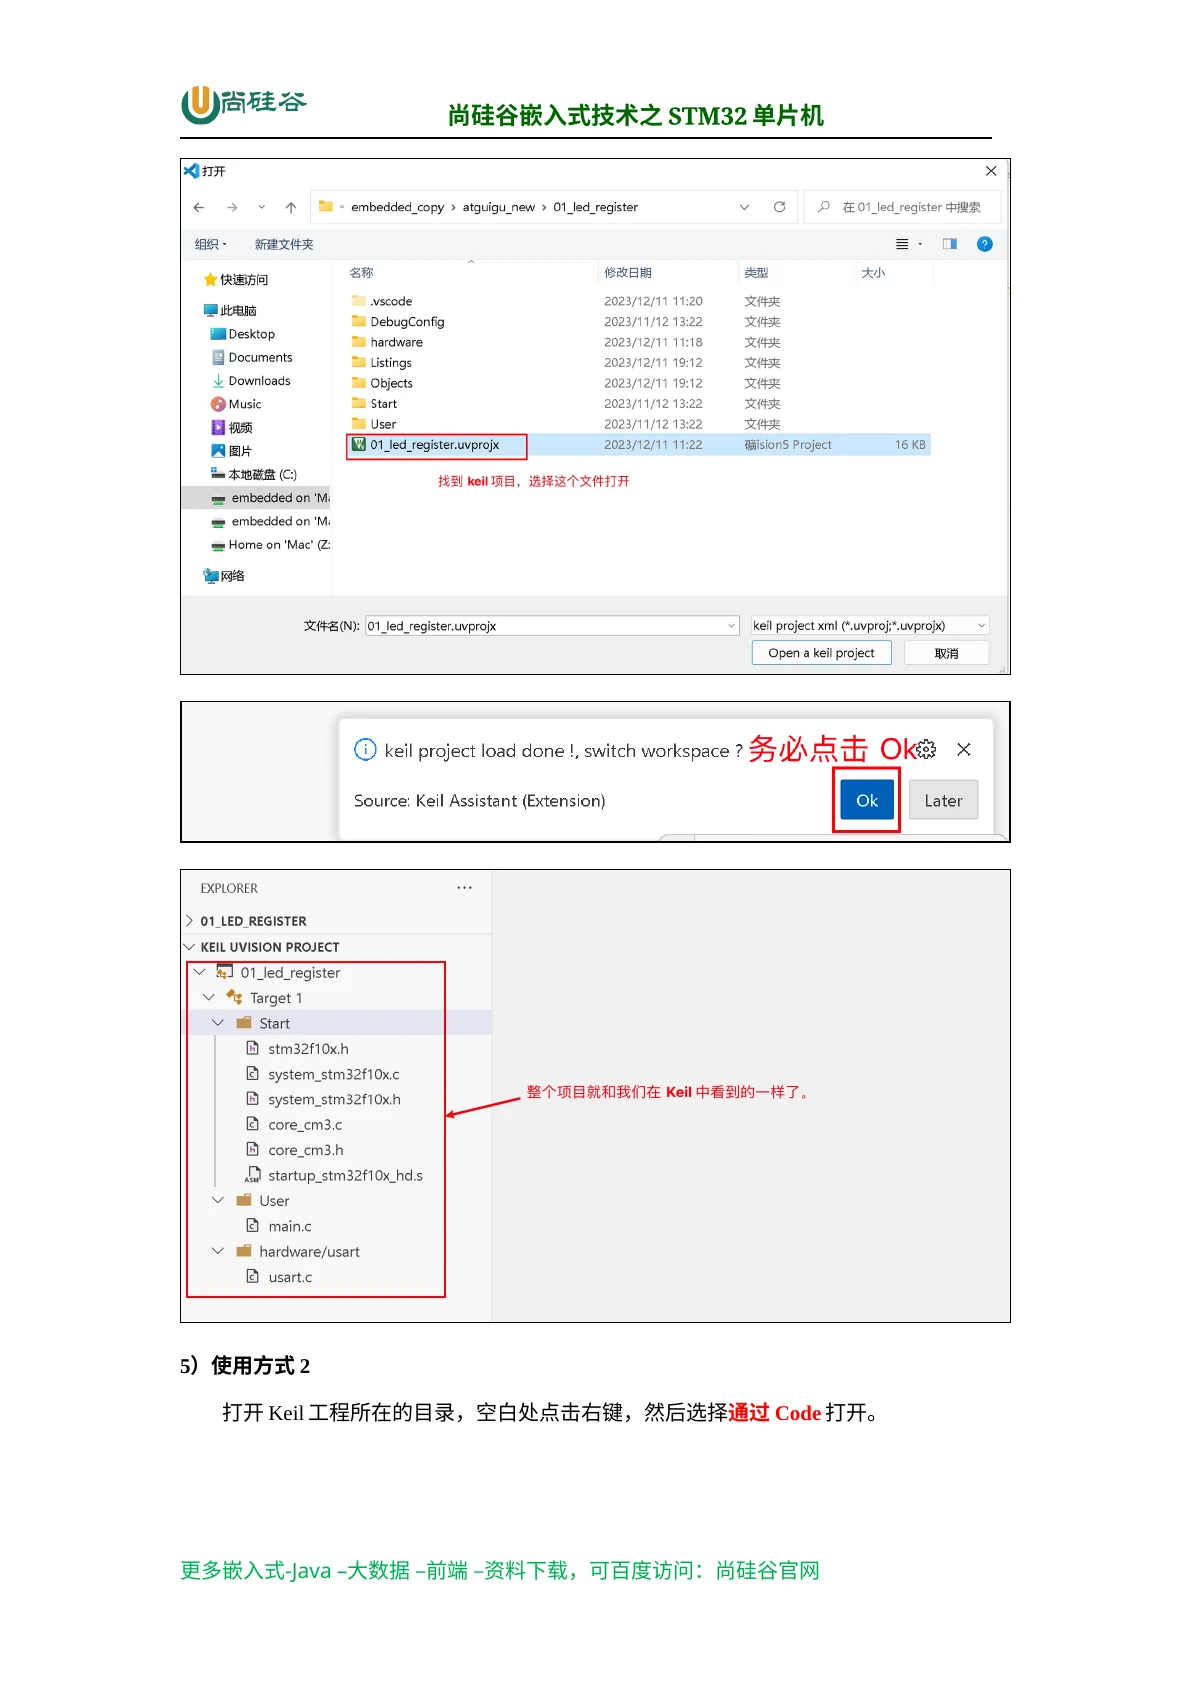 尚硅谷
尚硅谷嵌入式技术之 STM32 单片机
打开
embedded_copy > atguigu_new > 01_led_register
在 01_led_register 中搜索
组织
新建文件夹
名称 修改日期 类型 大小
快速访问
此电脑
Desktop
Documents
Downloads
Music
视频
图片
本地磁盘 (C:)
embedded on 'Ma
embedded on 'Ma
Home on 'Mac' (Z:
网络
.vscode 2023/12/11 11:20 文件夹
DebugConfig 2023/11/12 13:22 文件夹
hardware 2023/12/11 11:18 文件夹
Listings 2023/12/11 19:12 文件夹
Objects 2023/12/11 19:12 文件夹
Start 2023/11/12 13:22 文件夹
User 2023/11/12 13:22 文件夹
01_led_register.uvprojx 2023/12/11 11:22 ision5 Project 16 KB
找到 keil 项目，选择这个文件打开
文件名(N): 01_led_register.uvprojx keil project xml (*.uvproj;*.uvprojx)
Open a keil project 取消
keil project load done !, switch workspace ? 务必点击 Ok
Source: Keil Assistant (Extension) Ok Later
EXPLORER ···
01_LED_REGISTER
KEIL UVISION PROJECT
01_led_register
Target 1
Start
stm32f10x.h
system_stm32f10x.c
system_stm32f10x.h
core_cm3.c
core_cm3.h
startup_stm32f10x_hd.s
User
main.c
hardware/usart
usart.c
整个项目就和我们在 Keil 中看到的一样了。
5）使用方式 2
打开 Keil 工程所在的目录，空白处点击右键，然后选择通过 Code 打开。
更多嵌入式-Java –大数据 –前端 –资料下载，可百度访问：尚硅谷官网